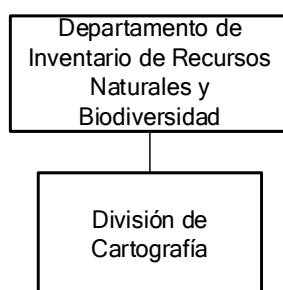 Departamento de
Inventario de Recursos
Naturales y
Biodiversidad
División de
Cartografía